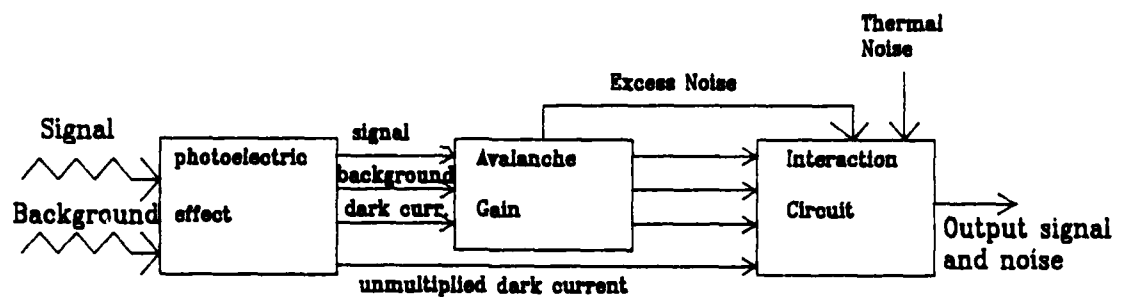 Thermal
Noise
Excess Noise
Signal
signal
photoelectric
Avalanche
Interaction
background
Background
effect
dark curr.
Gain
Circuit
Output signal
and noise
unmultiplied dark current